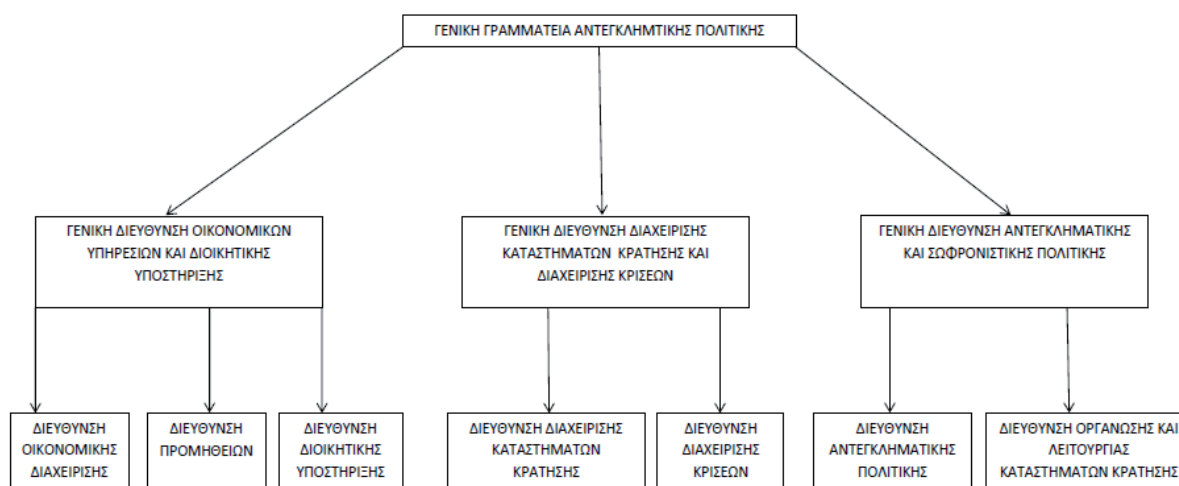 ΓΕΝΙΚΗ ΓΡΑΜΜΑΤΕΙΑ ΑΝΤΕΓΚΛΗΜΤΙΚΗΣ ΠΟΛΙΤΙΚΗΣ
ΓΕΝΙΚΗ ΔΙΕΥΘΥΝΣΗ ΟΙΚΟΝΟΜΙΚΩΝ
ΥΠΗΡΕΣΙΩΝ ΚΑΙ ΔΙΟΙΚΗΤΙΚΗΣ
ΥΠΟΣΤΗΡΙΞΗΣ
ΓΕΝΙΚΗ ΔΙΕΥΘΥΝΣΗ ΔΙΑΧΕΙΡΙΣΗΣ
ΚΑΤΑΣΤΗΜΑΤΩΝ ΚΡΑΤΗΣΗΣ ΚΑΙ
ΔΙΑΧΕΙΡΙΣΗΣ ΚΡΙΣΕΩΝ
ΓΕΝΙΚΗ ΔΙΕΥΘΥΝΣΗ ΑΝΤΕΓΚΛΗΜΑΤΙΚΗΣ
ΚΑΙ ΣΩΦΡΟΝΙΣΤΙΚΗΣ ΠΟΛΙΤΙΚΗΣ
ΔΙΕΥΘΥΝΣΗ
ΟΙΚΟΝΟΜΙΚΗΣ
ΔΙΑΧΕΙΡΙΣΗΣ
ΔΙΕΥΘΥΝΣΗ
ΠΡΟΜΗΘΕΙΩΝ
ΔΙΕΥΘΥΝΣΗ
ΔΙΟΙΚΗΤΙΚΗΣ
ΥΠΟΣΤΗΡΙΞΗΣ
ΔΙΕΥΘΥΝΣΗ ΔΙΑΧΕΙΡΙΣΗΣ
ΚΑΤΑΣΤΗΜΑΤΩΝ
ΚΡΑΤΗΣΗΣ
ΔΙΕΥΘΥΝΣΗ
ΔΙΑΧΕΙΡΙΣΗΣ
ΚΡΙΣΕΩΝ
ΔΙΕΥΘΥΝΣΗ
ΑΝΤΕΓΚΛΗΜΑΤΙΚΗΣ
ΠΟΛΙΤΙΚΗΣ
ΔΙΕΥΘΥΝΣΗ ΟΡΓΑΝΩΣΗΣ ΚΑΙ
ΛΕΙΤΟΥΡΓΙΑΣ
ΚΑΤΑΣΤΗΜΑΤΩΝ ΚΡΑΤΗΣΗΣ